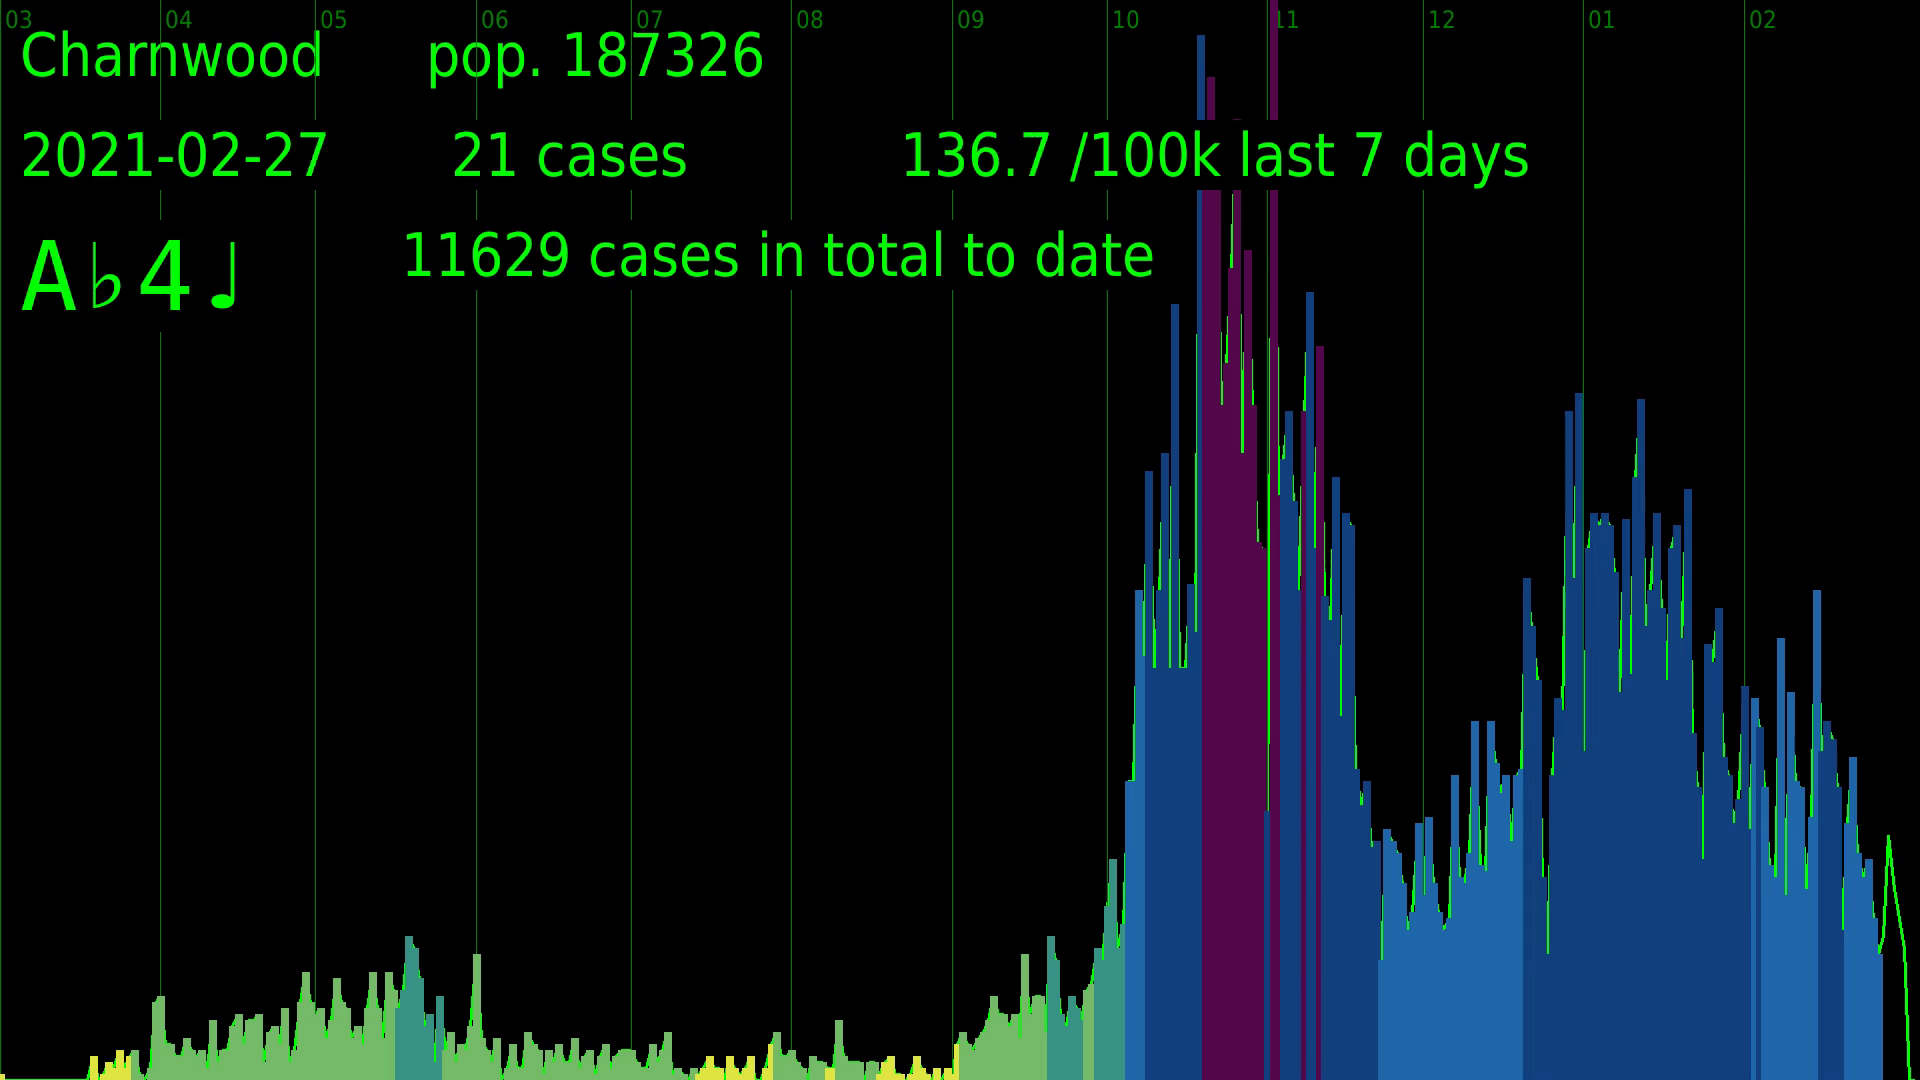 03 04 05 06 07 08 09 10 11 12 01 02
Charnwood pop. 187326
2021-02-27 21 cases 136.7 /100k last 7 days
A♭4♩ 11629 cases in total to date